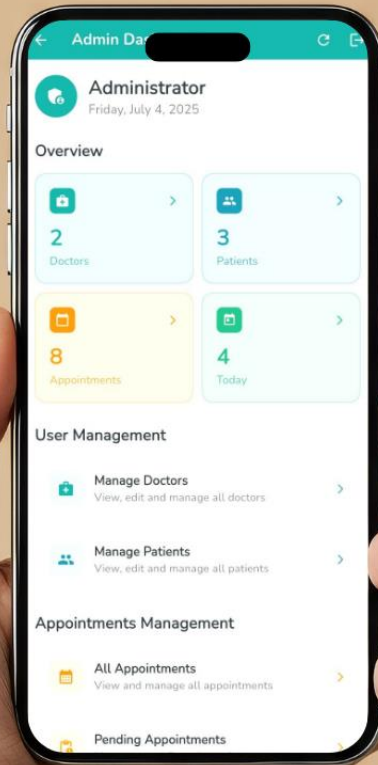 Admin Das
Administrator
Friday, July 4, 2025
Overview
2
Doctors
3
Patients
8
Appointments
4
Today
User Management
Manage Doctors
View, edit and manage all doctors
Manage Patients
View, edit and manage all patients
Appointments Management
All Appointments
View and manage all appointments
Pending Appointments